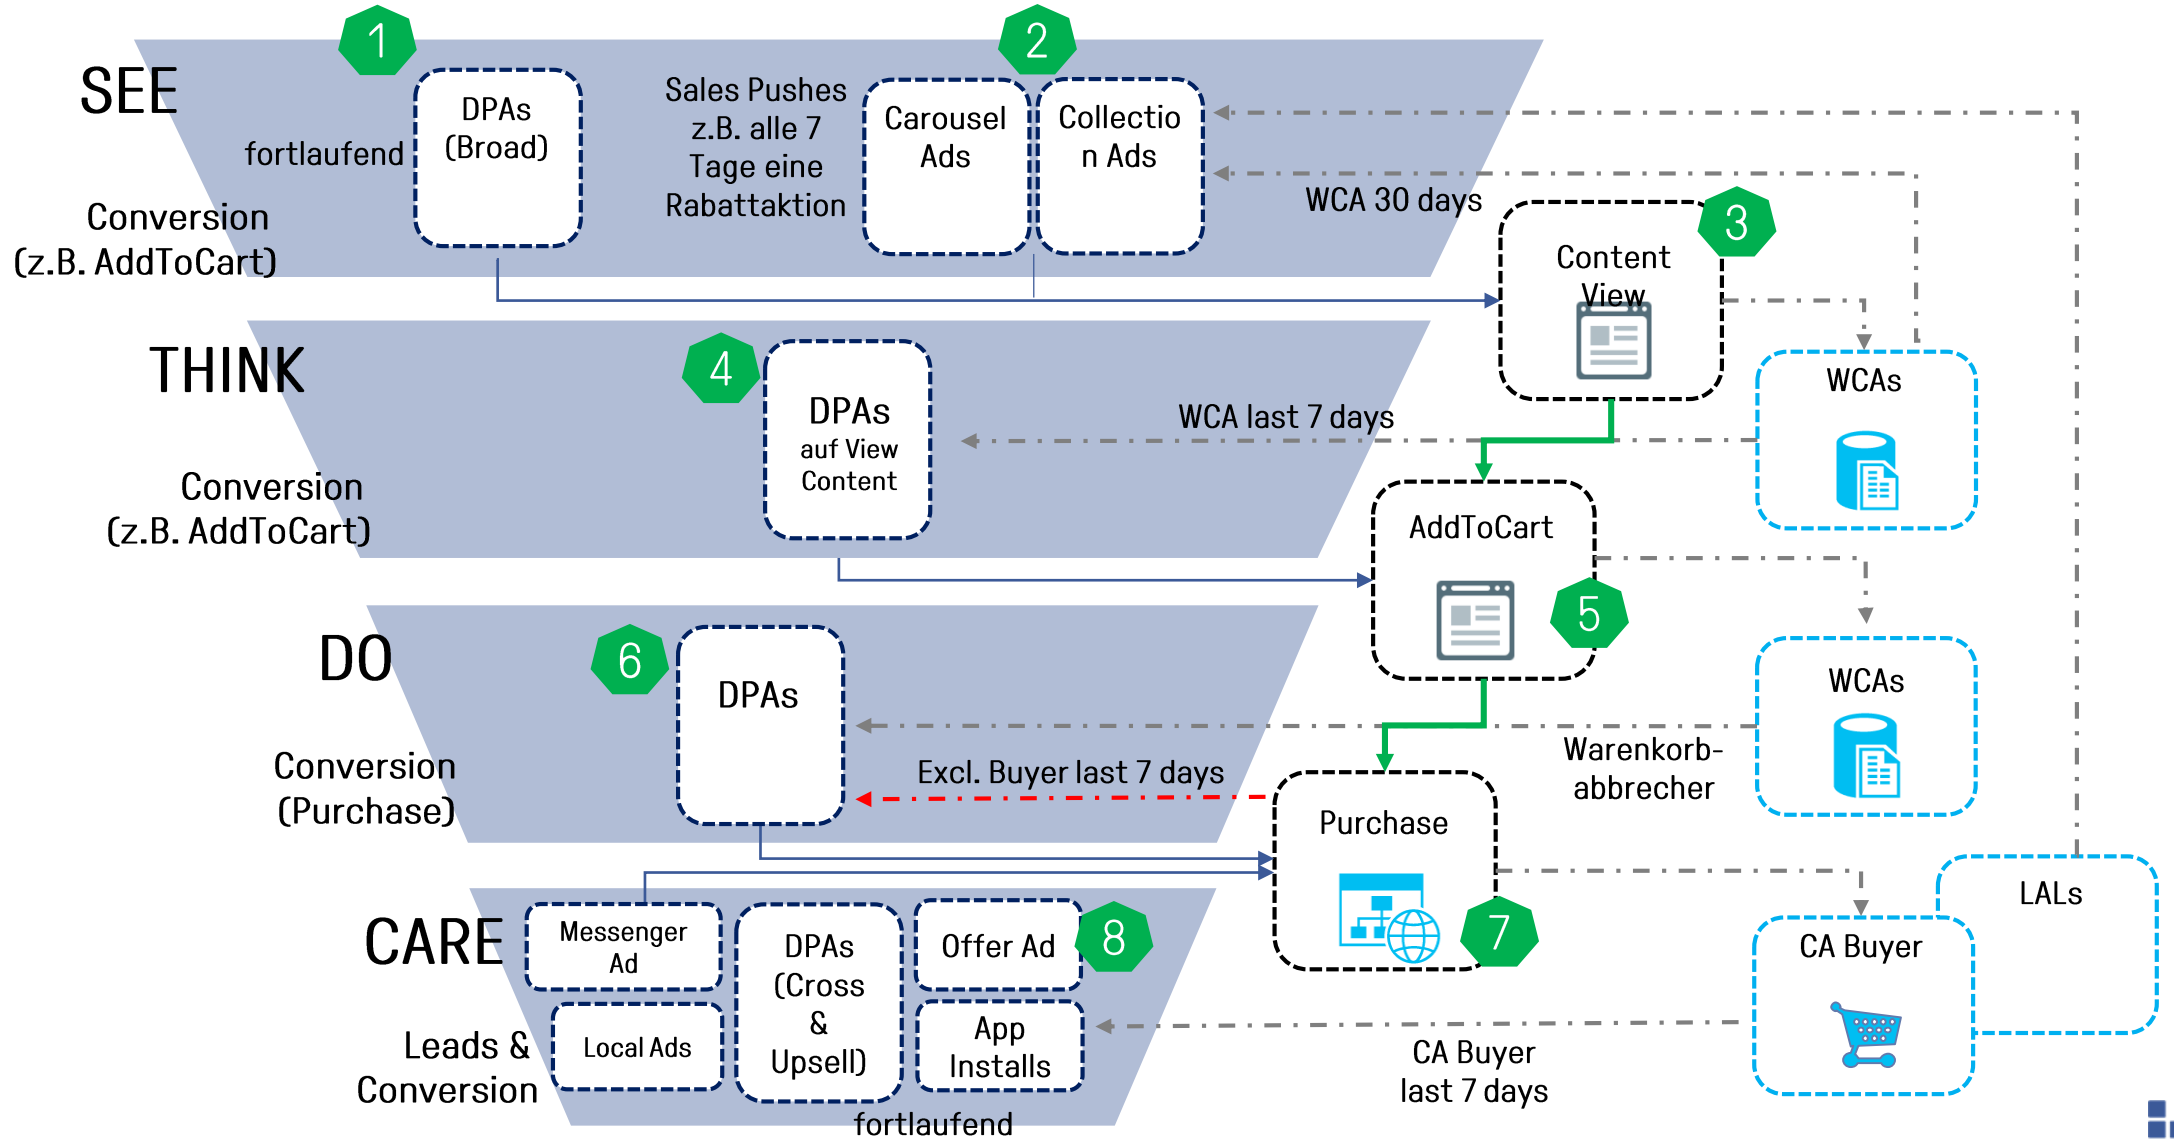 1
2
SEE
fortlaufend
DPAs
(Broad)
Sales Pushes
z.B. alle 7
Tage eine
Rabattaktion
Carousel
Ads
Collectio
n Ads
WCA 30 days
Conversion
(z.B. AddToCart)
3
Content
View
THINK
4
DPAs
auf View
Content
WCA last 7 days
WCAs
Conversion
(z.B. AddToCart)
AddToCart
5
DO
6
DPAs
WCAs
Warenkorb-
abbrecher
Excl. Buyer last 7 days
Conversion
(Purchase)
Purchase
7
CARE
Messenger
Ad
DPAs
(Cross
&
Upsell)
Offer Ad
8
Local Ads
App
Installs
Leads &
Conversion
fortlaufend
LALs
CA Buyer
CA Buyer
last 7 days